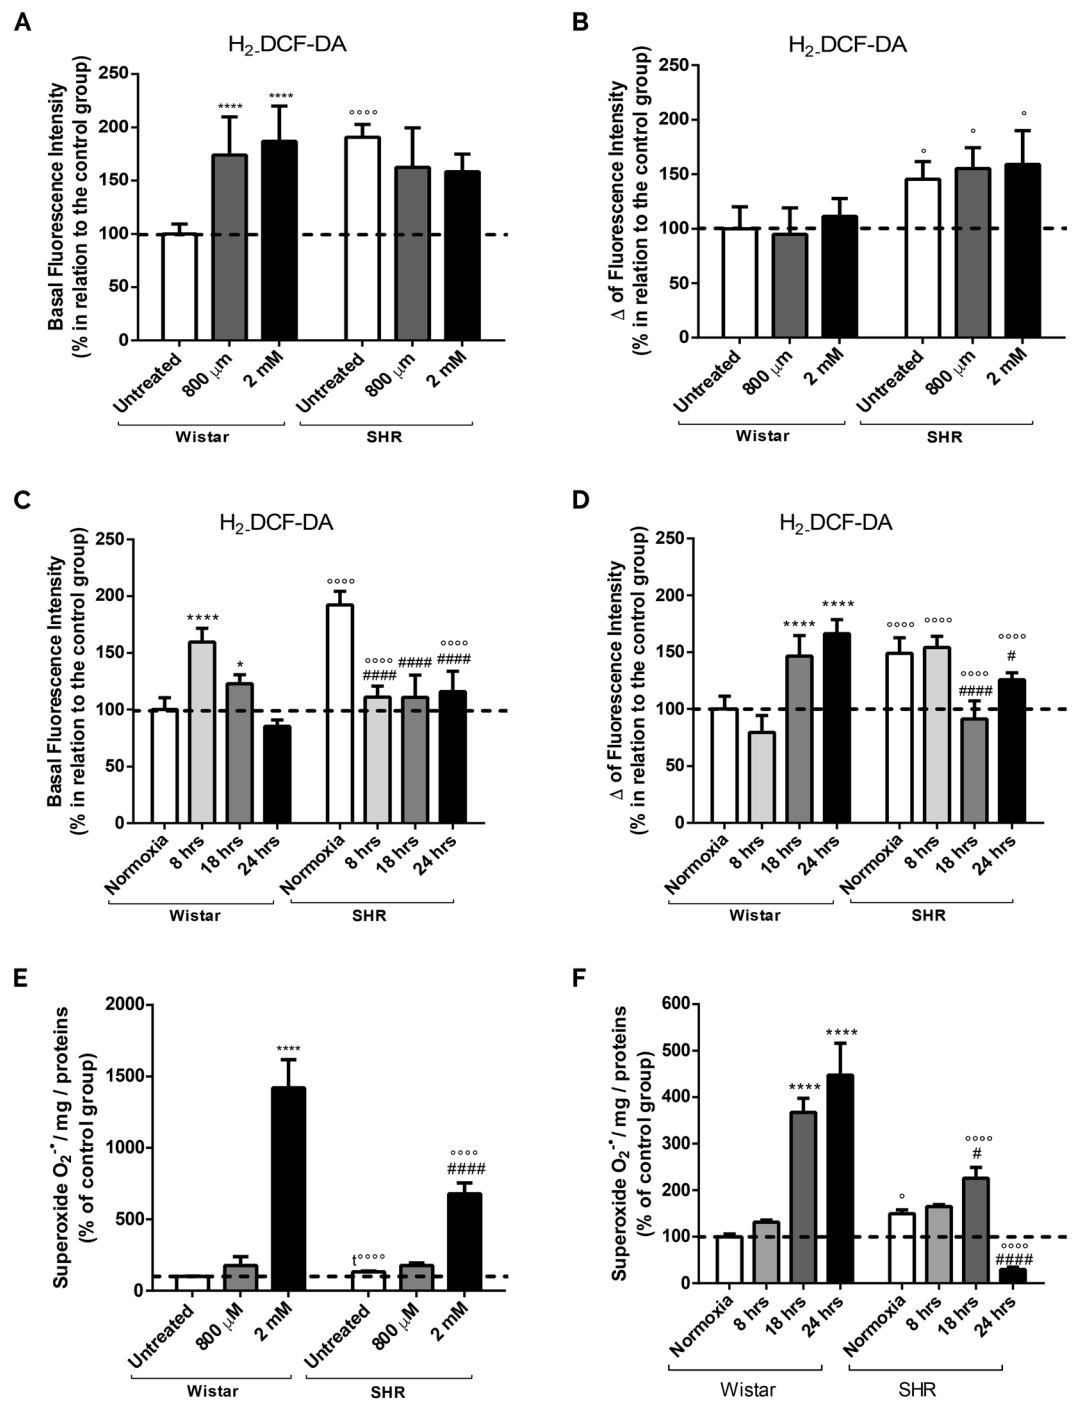 A
H2-DCF-DA
Basal Fluorescence Intensity
(% in relation to the control group)
250
200
150
100
50
0
**** **** °°°°
Untreated 800 μm 2 mM Untreated 800 μm 2 mM
Wistar SHR
B
H2-DCF-DA
Δ of Fluorescence Intensity
(% in relation to the control group)
250
200
150
100
50
0
° ° °
Untreated 800 μm 2 mM Untreated 800 μm 2 mM
Wistar SHR
C
H2-DCF-DA
Basal Fluorescence Intensity
(% in relation to the control group)
250
200
150
100
50
0
**** * °°°° °°°° °°°°
#### #### ####
Normoxia 8 hrs 18 hrs 24 hrs Normoxia 8 hrs 18 hrs 24 hrs
Wistar SHR
D
H2-DCF-DA
Δ of Fluorescence Intensity
(% in relation to the control group)
250
200
150
100
50
0
**** **** °°°° °°°° °°°° °°°°
#### #
Normoxia 8 hrs 18 hrs 24 hrs Normoxia 8 hrs 18 hrs 24 hrs
Wistar SHR
E
Superoxide O2-• / mg / proteins
(% of control group)
2000
1500
1000
500
100
0
**** t°°°° °°°°
####
Untreated 800 μM 2 mM Untreated 800 μM 2 mM
Wistar SHR
F
Superoxide O2-• / mg / proteins
(% of control group)
600
500
400
300
200
100
0
**** **** ° °°°° °°°°
# ####
Normoxia 8 hrs 18 hrs 24 hrs Normoxia 8 hrs 18 hrs 24 hrs
Wistar SHR